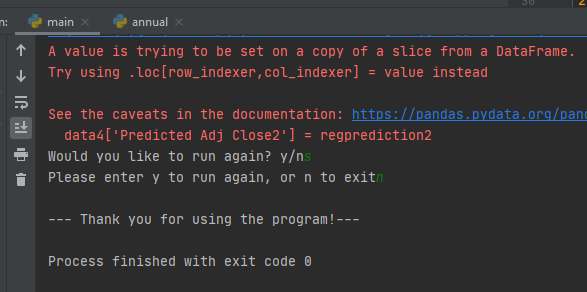 n:
main
annual
30
A value is trying to be set on a copy of a slice from a DataFrame.
Try using .loc[row_indexer,col_indexer] = value instead
See the caveats in the documentation: https://pandas.pydata.org/pan
data4['Predicted Adj Close2'] = regprediction2
Would you like to run again? y/ns
Please enter y to run again, or n to exitn
--- Thank you for using the program!---
Process finished with exit code 0